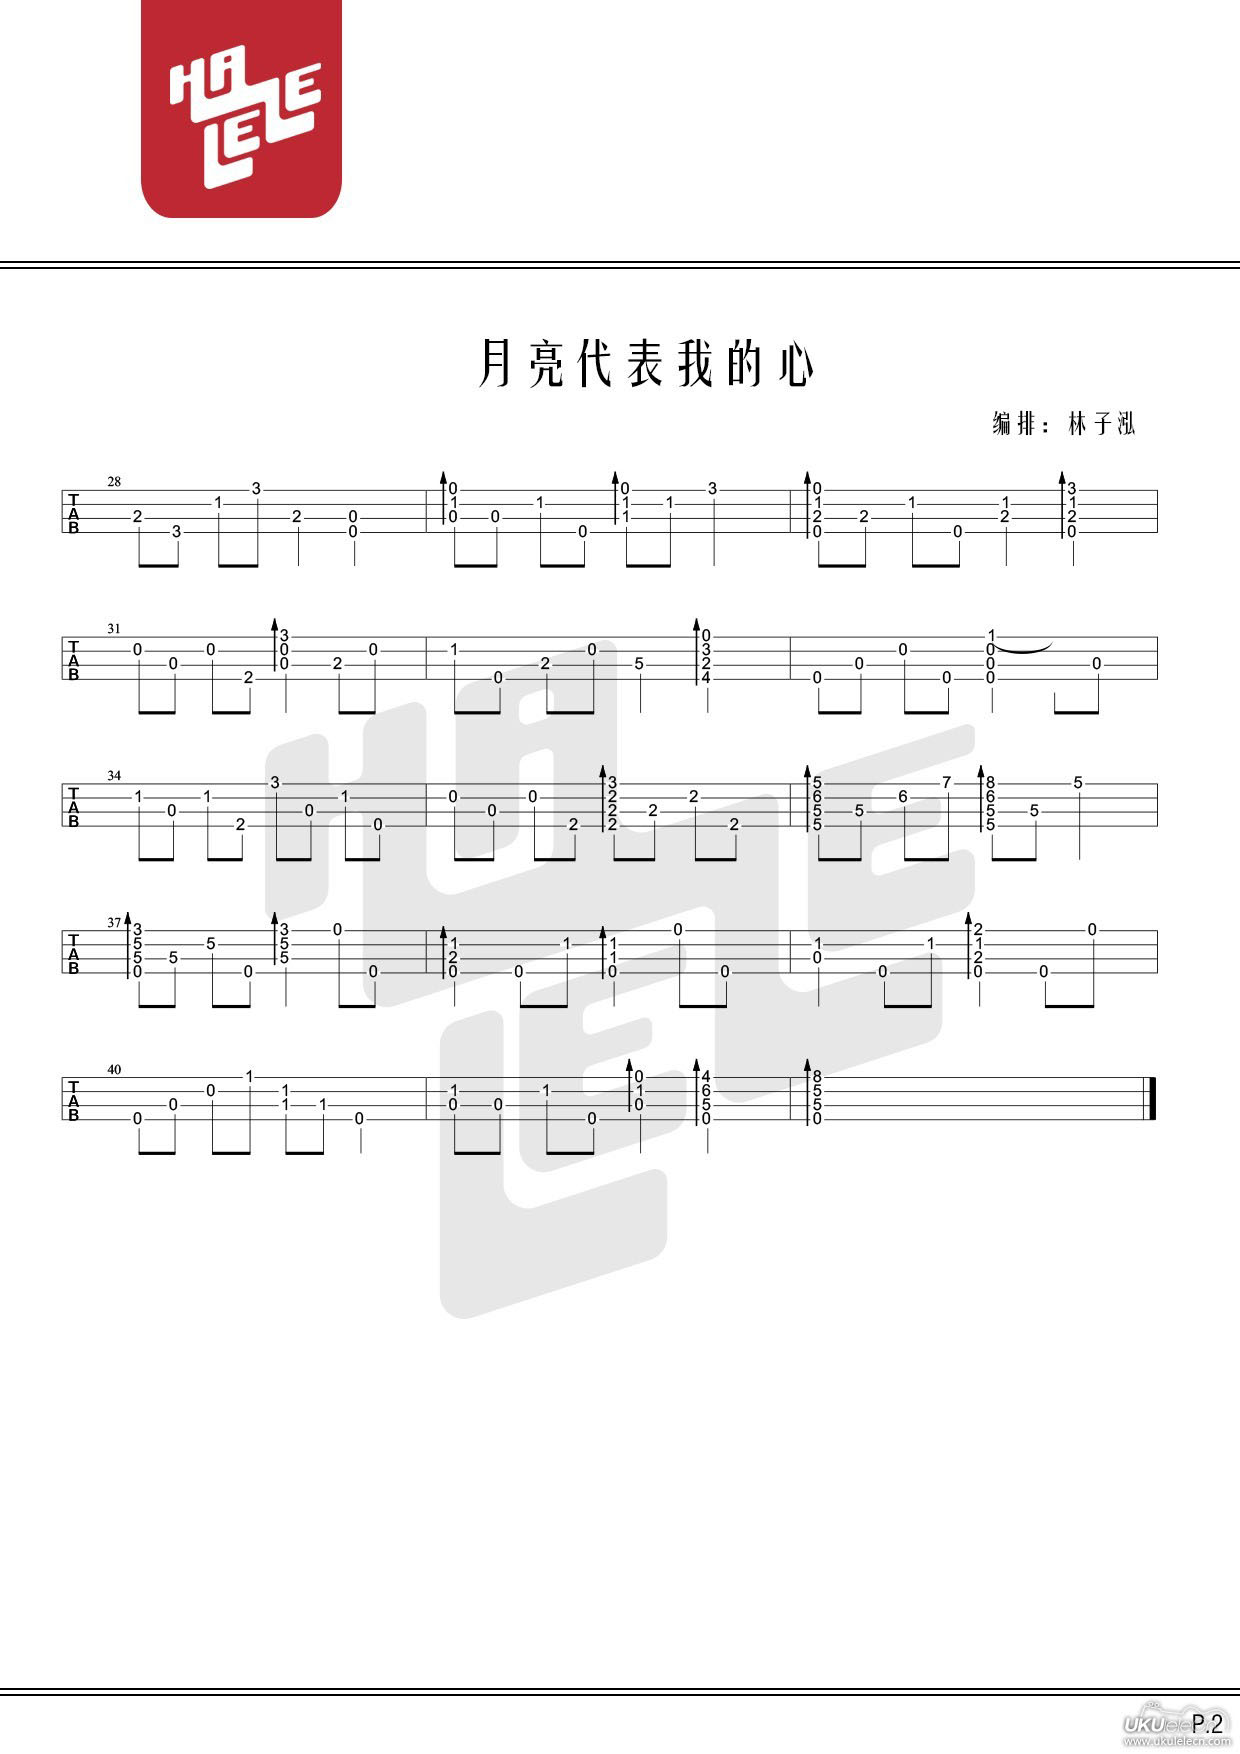 HALELE
月亮代表我的心
编排：林子泓
28
TAB
2 3 1 3 2 0 0
0 1 0 0 1 0 0 1 1 1 3
0 1 2 0 2 1 0 1 2 3 1 2 0
31
TAB
0 0 0 2 3 0 0 2 0
1 0 2 0 5 0 3 2 4
0 0 0 0 1 0 0 0 0
34
TAB
1 0 1 2 3 0 1 0
0 0 0 2 3 2 2 2 2 2 2
5 6 5 5 5 6 7 8 6 5 5 5 5
37
TAB
3 5 5 0 5 5 0 3 5 5 0 0
1 2 0 0 1 1 1 0 0 0
1 0 0 1 2 1 2 0 0 0
40
TAB
0 0 0 1 1 1 1 0
1 0 0 1 0 0 1 0 4 6 5 0
8 5 5 0
UKUlelecn
www.ukulelecn.com
P.2